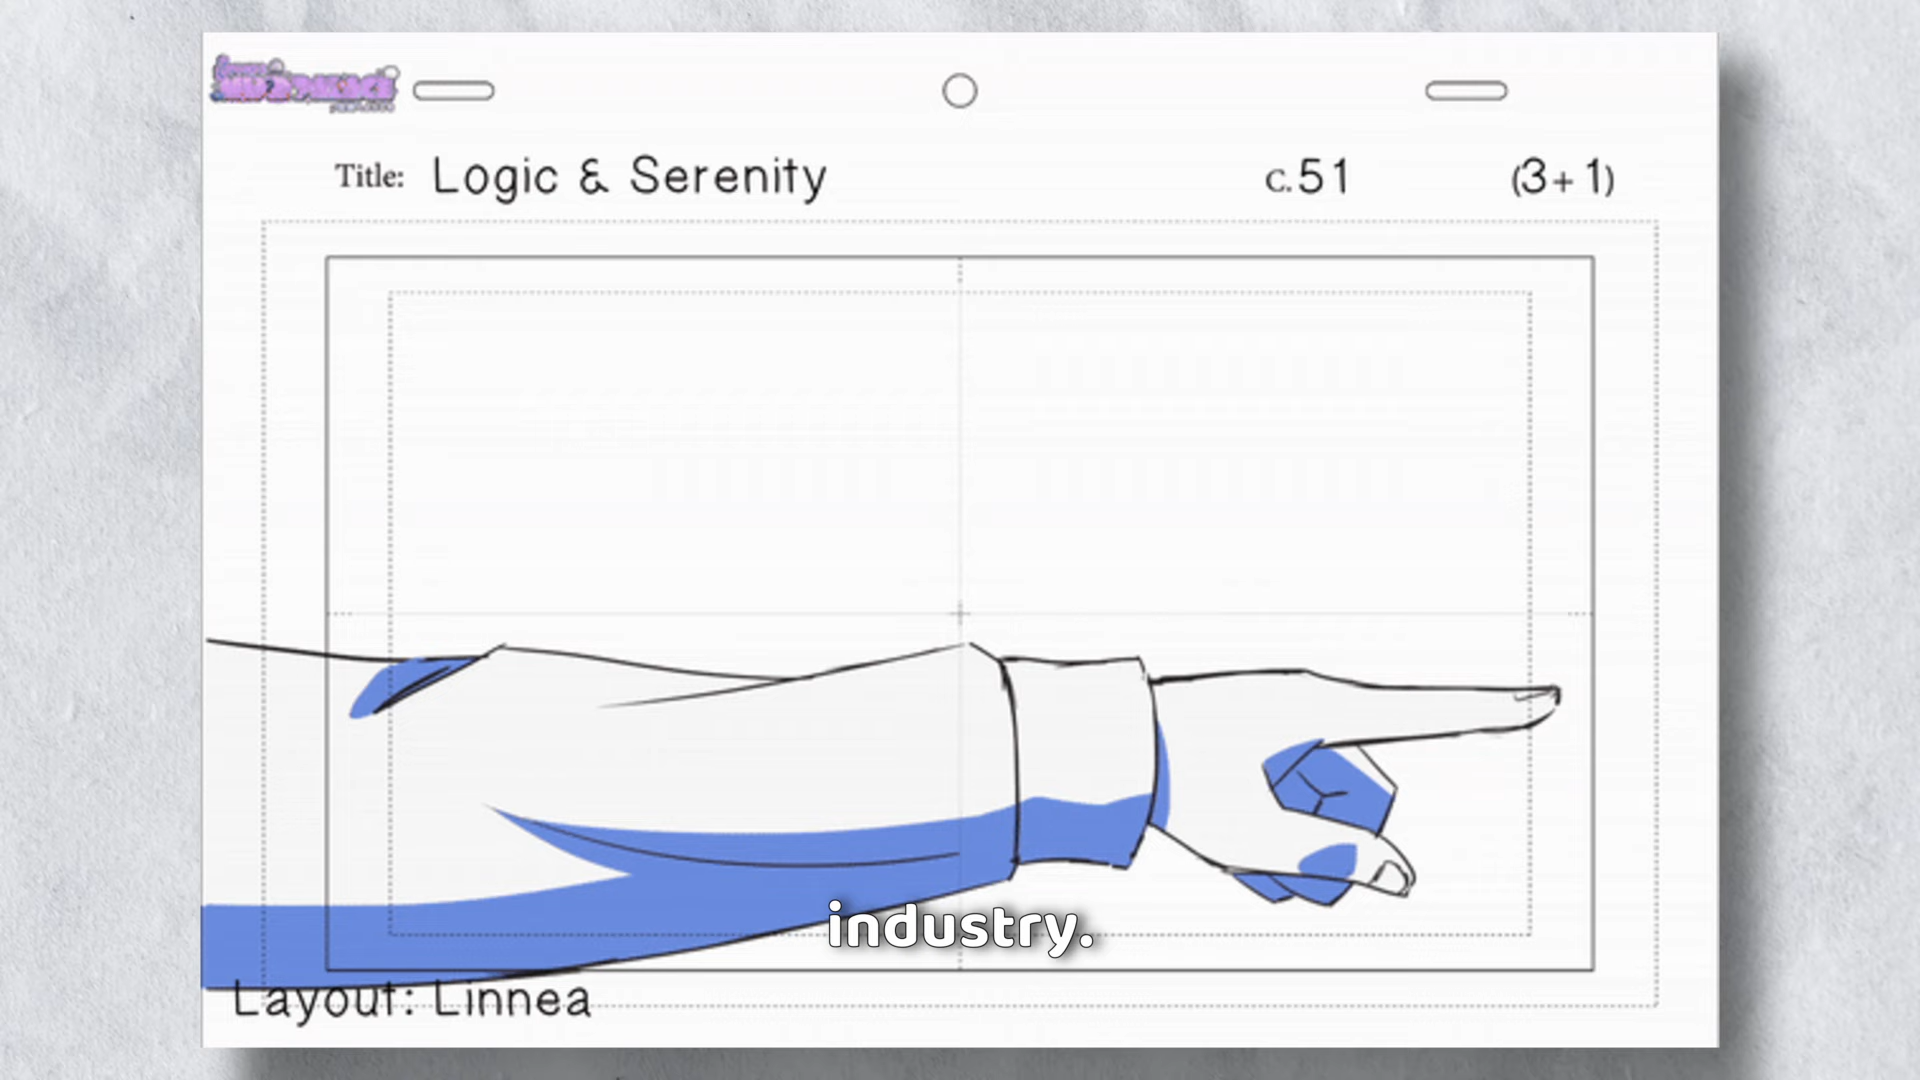 Title: Logic & Serenity c.51 (3+1)
industry.
Layout: Linnea